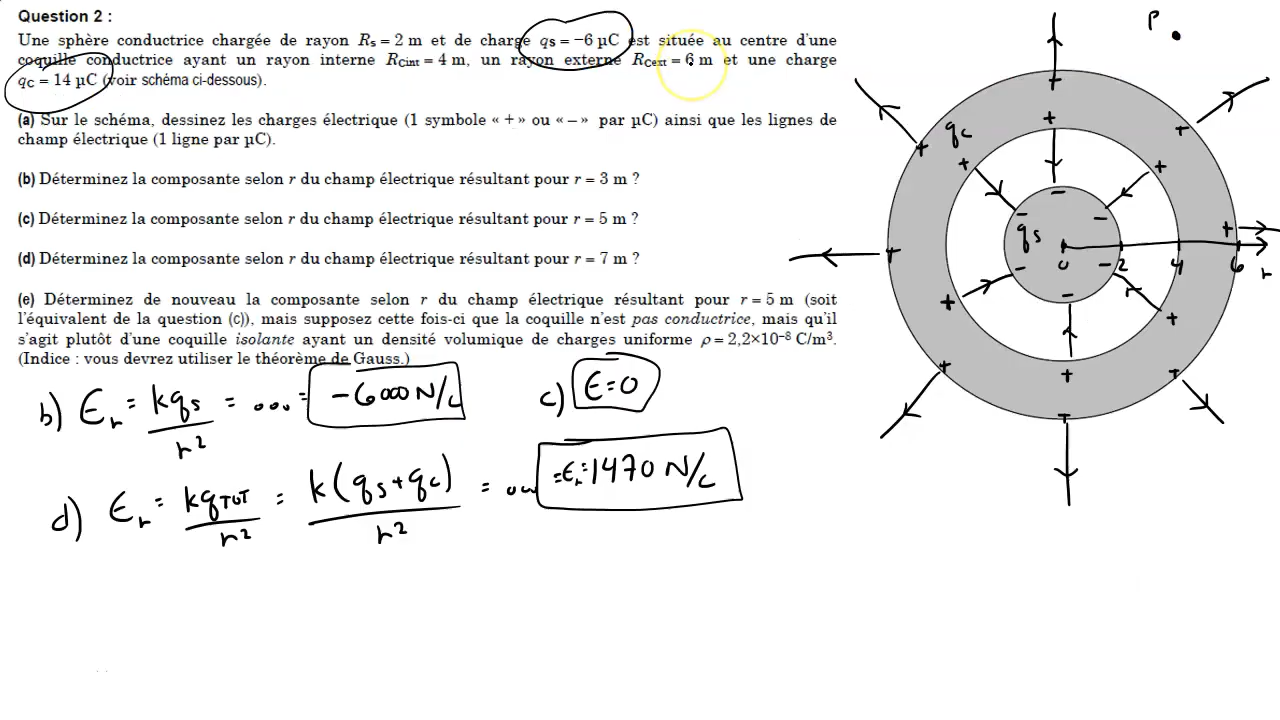 Question 2 :
Une sphère conductrice chargée de rayon Rs = 2 m et de charge qs = –6 µC est située au centre d'une
coquille conductrice ayant un rayon interne RCint = 4 m, un rayon externe RCext = 6 m et une charge
qC = 14 µC (voir schéma ci-dessous).
(a) Sur le schéma, dessinez les charges électrique (1 symbole « + » ou « – » par µC) ainsi que les lignes de
champ électrique (1 ligne par µC).
(b) Déterminez la composante selon r du champ électrique résultant pour r = 3 m ?
(c) Déterminez la composante selon r du champ électrique résultant pour r = 5 m ?
(d) Déterminez la composante selon r du champ électrique résultant pour r = 7 m ?
(e) Déterminez de nouveau la composante selon r du champ électrique résultant pour r = 5 m (soit
l'équivalent de la question (c)), mais supposez cette fois-ci que la coquille n'est pas conductrice, mais qu'il
s'agit plutôt d'une coquille isolante ayant un densité volumique de charges uniforme ρ = 2,2×10⁻⁸ C/m³.
(Indice : vous devrez utiliser le théorème de Gauss.)
b) Er = kqs / r² = ... = –6000 N/C
c) E = 0
d) Er = kqTOT / r² = k(qs + qc) / r² = ... = Er = 1470 N/C
P
qc
qs
0 2 4 6 r